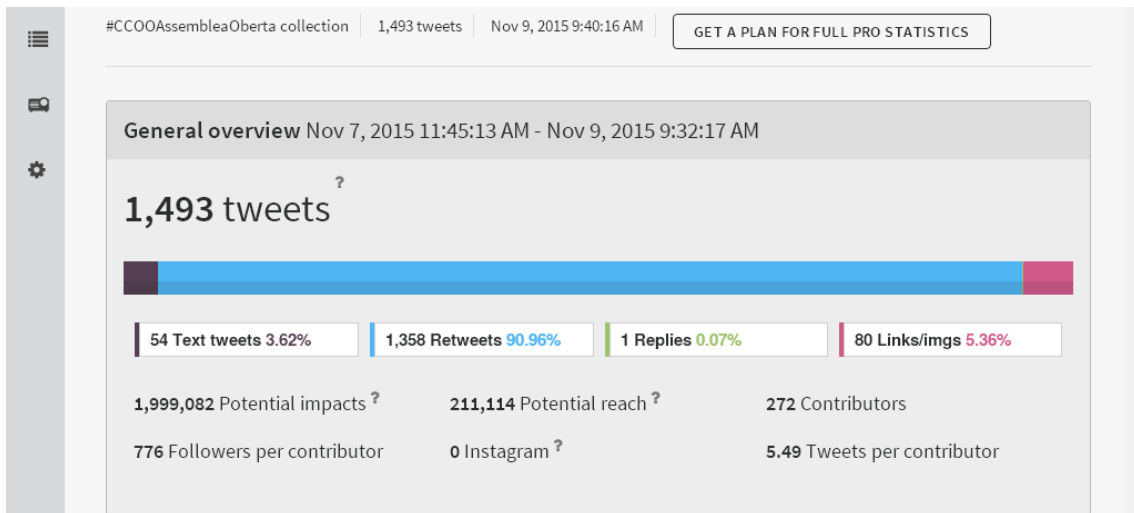 #CCOOAssembleaOberta collection 1,493 tweets Nov 9, 2015 9:40:16 AM GET A PLAN FOR FULL PRO STATISTICS
General overview Nov 7, 2015 11:45:13 AM - Nov 9, 2015 9:32:17 AM
1,493 tweets ?
54 Text tweets 3.62% 1,358 Retweets 90.96% 1 Replies 0.07% 80 Links/imgs 5.36%
1,999,082 Potential impacts ? 211,114 Potential reach ? 272 Contributors
776 Followers per contributor 0 Instagram ? 5.49 Tweets per contributor